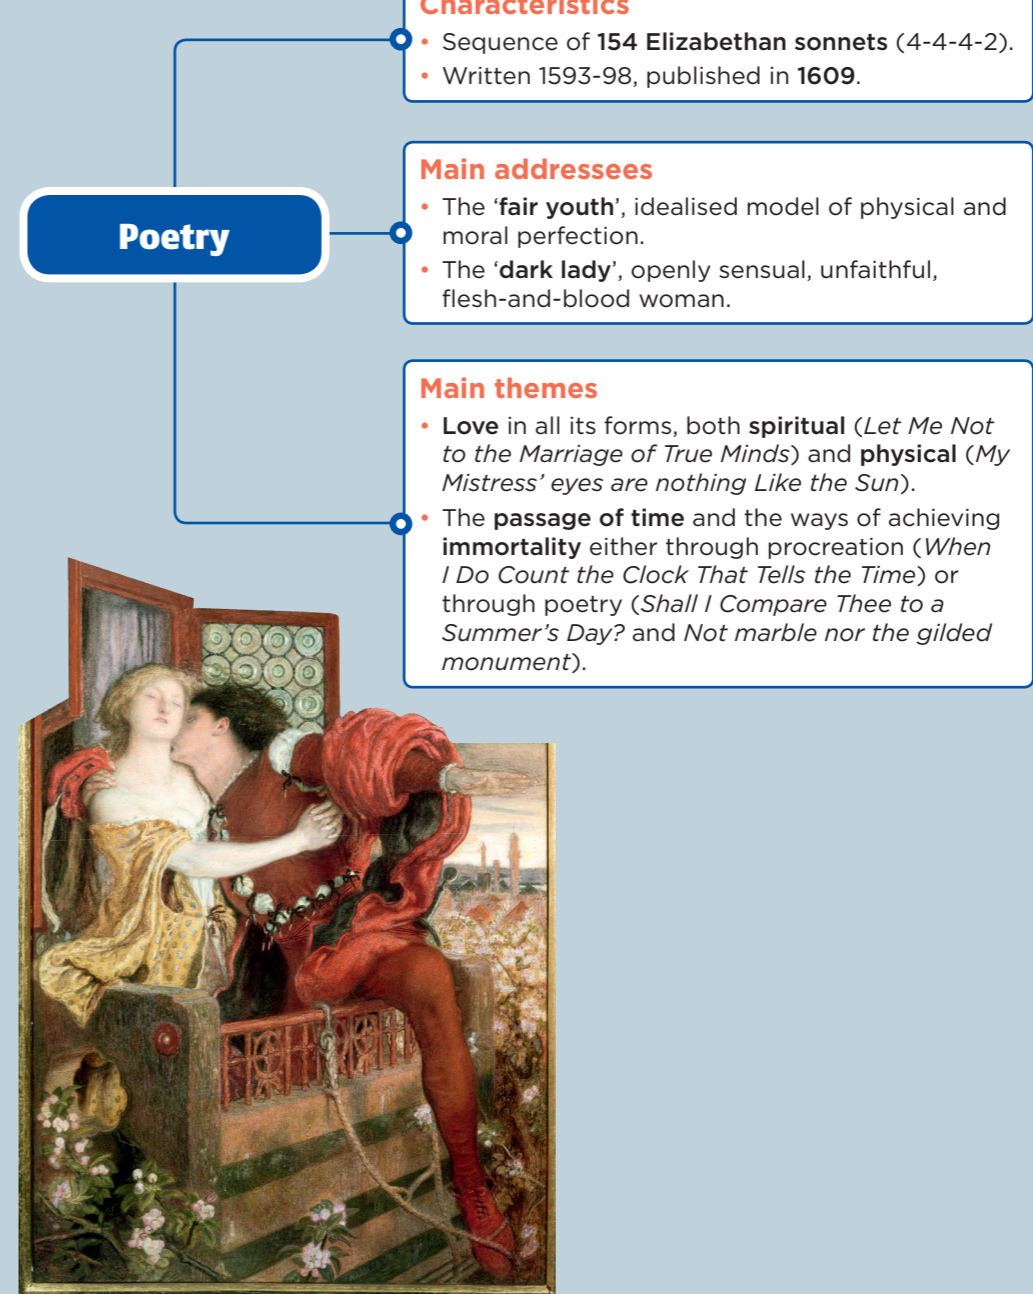 Characteristics
• Sequence of 154 Elizabethan sonnets (4-4-4-2).
• Written 1593-98, published in 1609.
Poetry
Main addressees
• The ‘fair youth’, idealised model of physical and
moral perfection.
• The ‘dark lady’, openly sensual, unfaithful,
flesh-and-blood woman.
Main themes
• Love in all its forms, both spiritual (Let Me Not
to the Marriage of True Minds) and physical (My
Mistress’ eyes are nothing Like the Sun).
• The passage of time and the ways of achieving
immortality either through procreation (When
I Do Count the Clock That Tells the Time) or
through poetry (Shall I Compare Thee to a
Summer’s Day? and Not marble nor the gilded
monument).